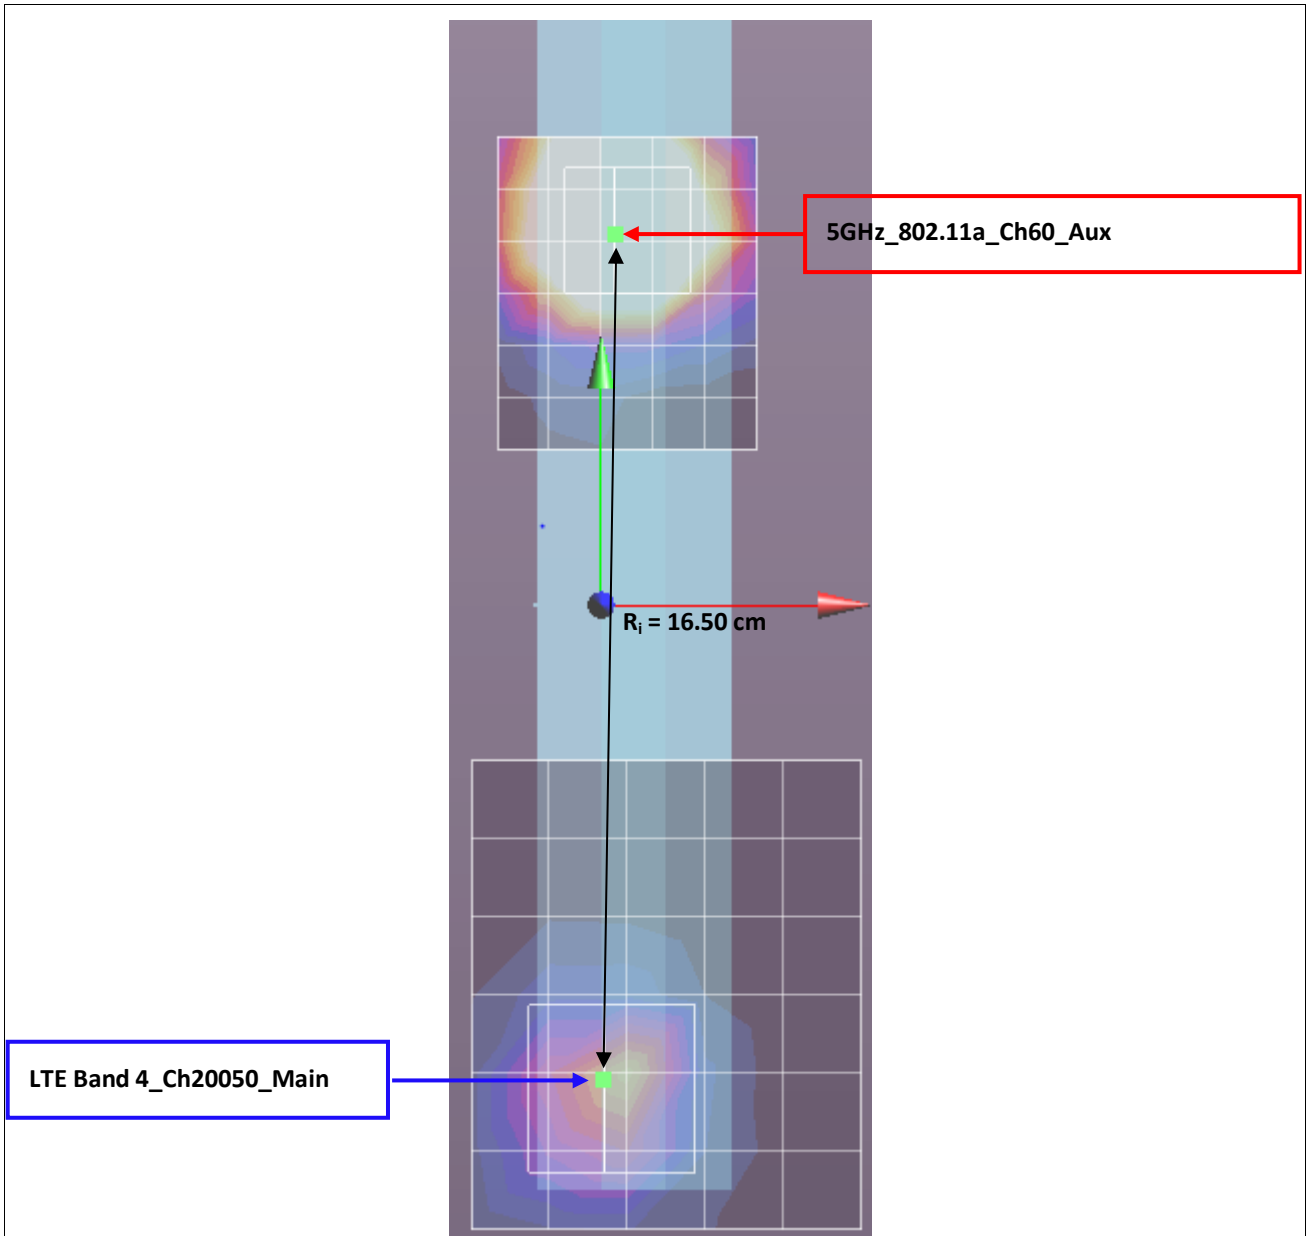 5GHz_802.11a_Ch60_Aux
Rᵢ = 16.50 cm
LTE Band 4_Ch20050_Main